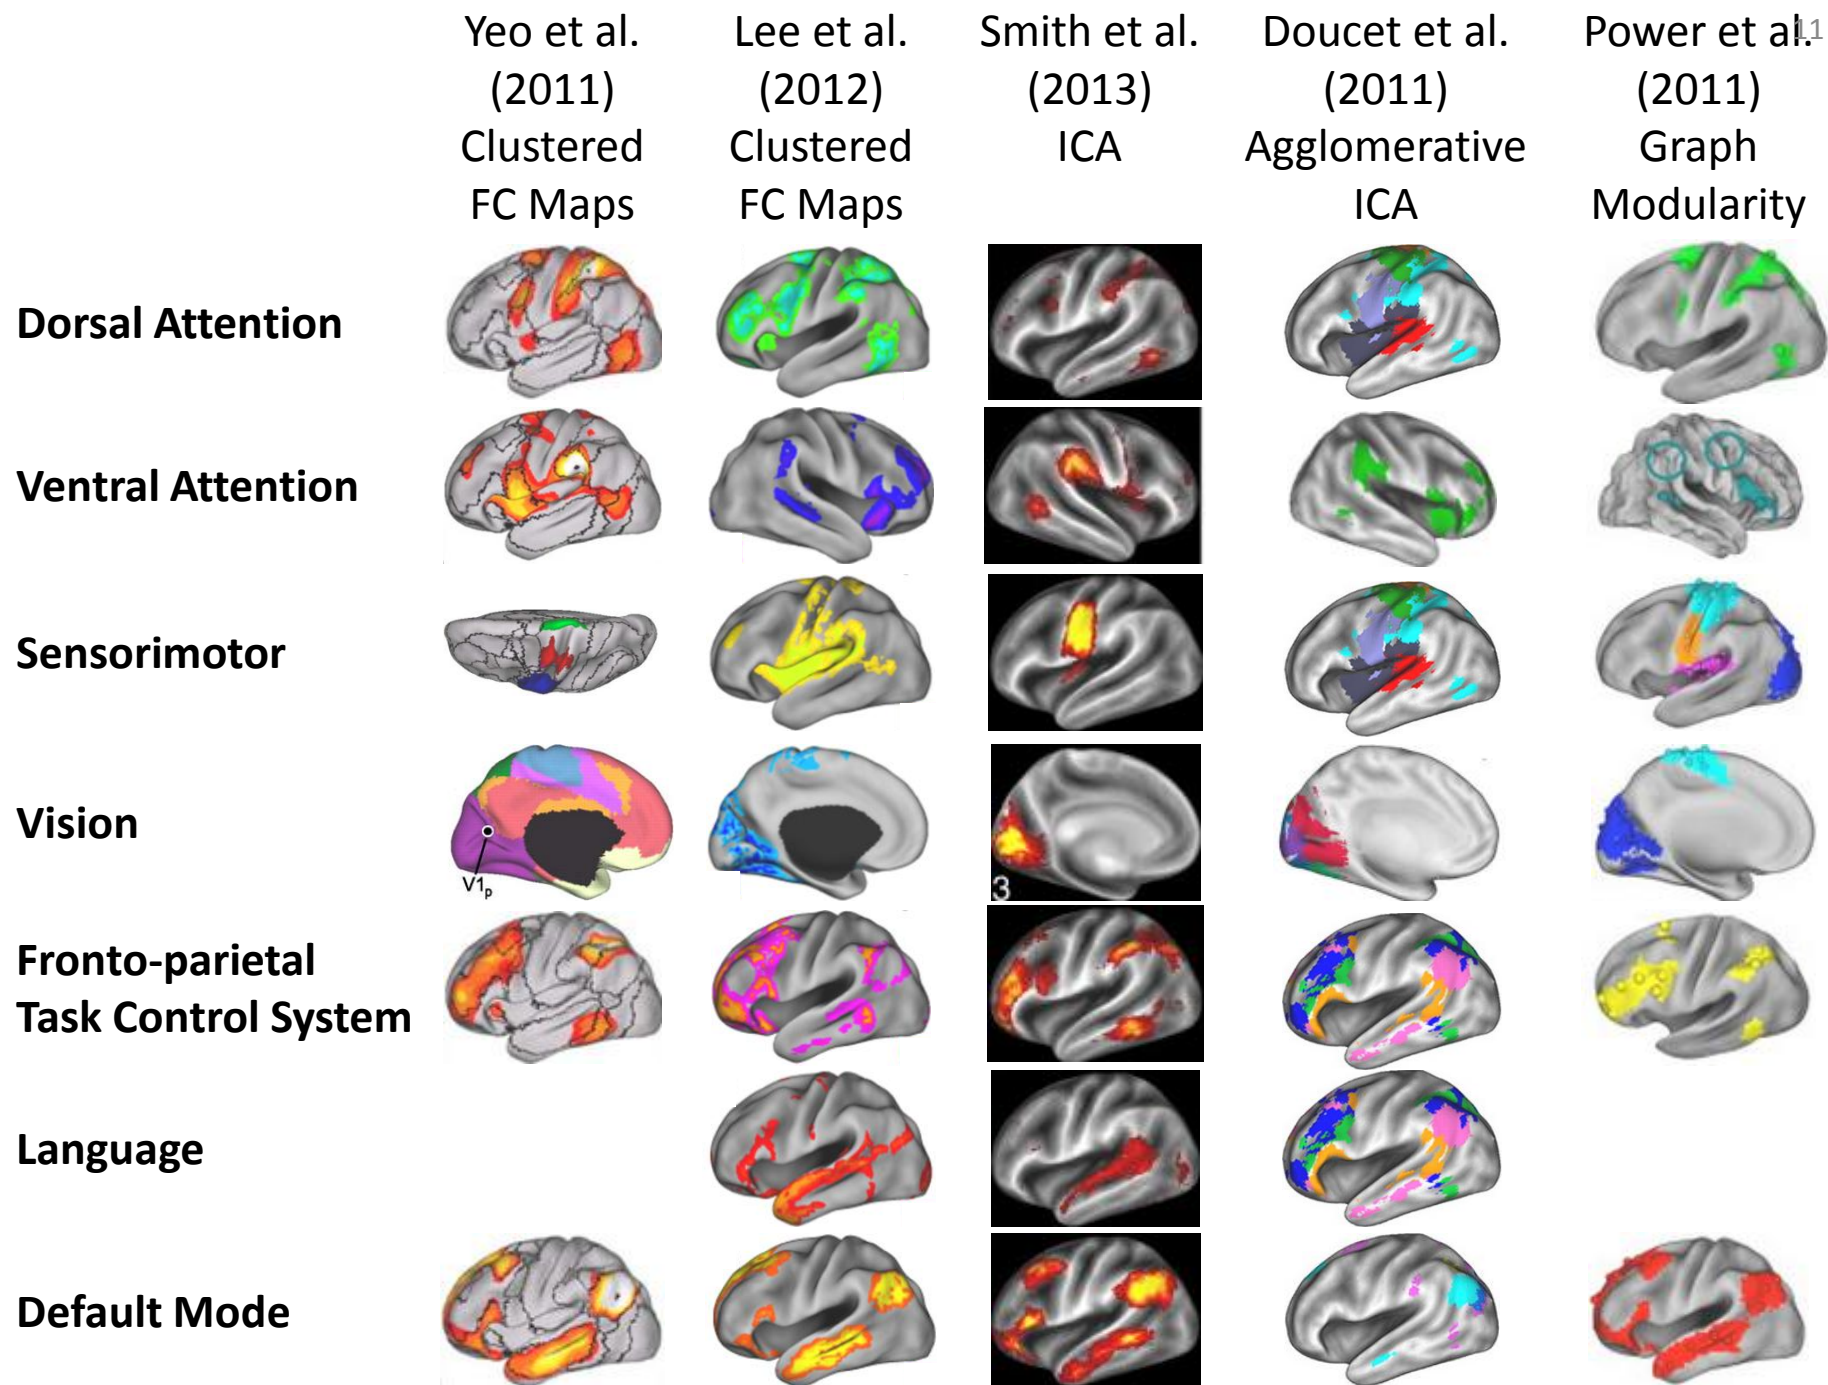 Yeo et al.
(2011)
Clustered
FC Maps
Lee et al.
(2012)
Clustered
FC Maps
Smith et al.
(2013)
ICA
Doucet et al.
(2011)
Agglomerative
ICA
Power et al.
(2011)
Graph
Modularity
11
Dorsal Attention
Ventral Attention
Sensorimotor
Vision
V1p
3
Fronto-parietal
Task Control System
Language
Default Mode